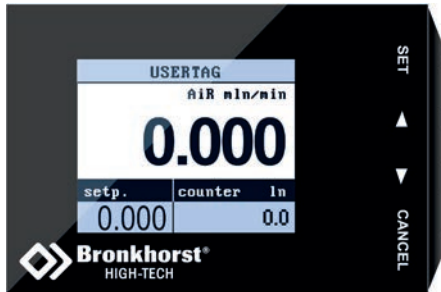 USERTAG
AiR mln/min
0.000
setp. counter ln
0.000 0.0
Bronkhorst®
HIGH-TECH
SET
CANCEL